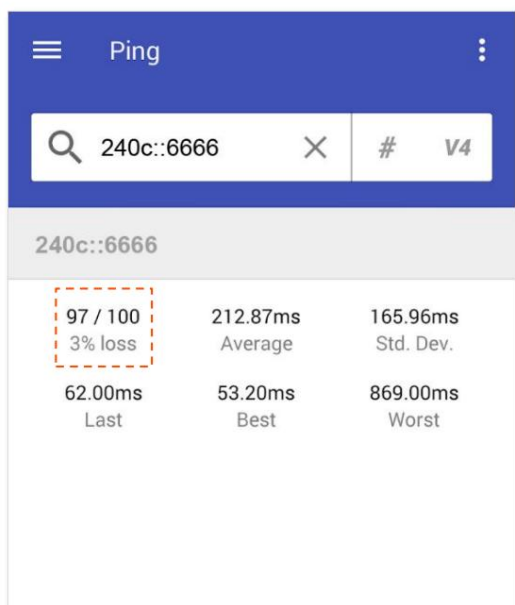 Ping
240c::6666 # V4
240c::6666
97 / 100 212.87ms 165.96ms
3% loss Average Std. Dev.
62.00ms 53.20ms 869.00ms
Last Best Worst